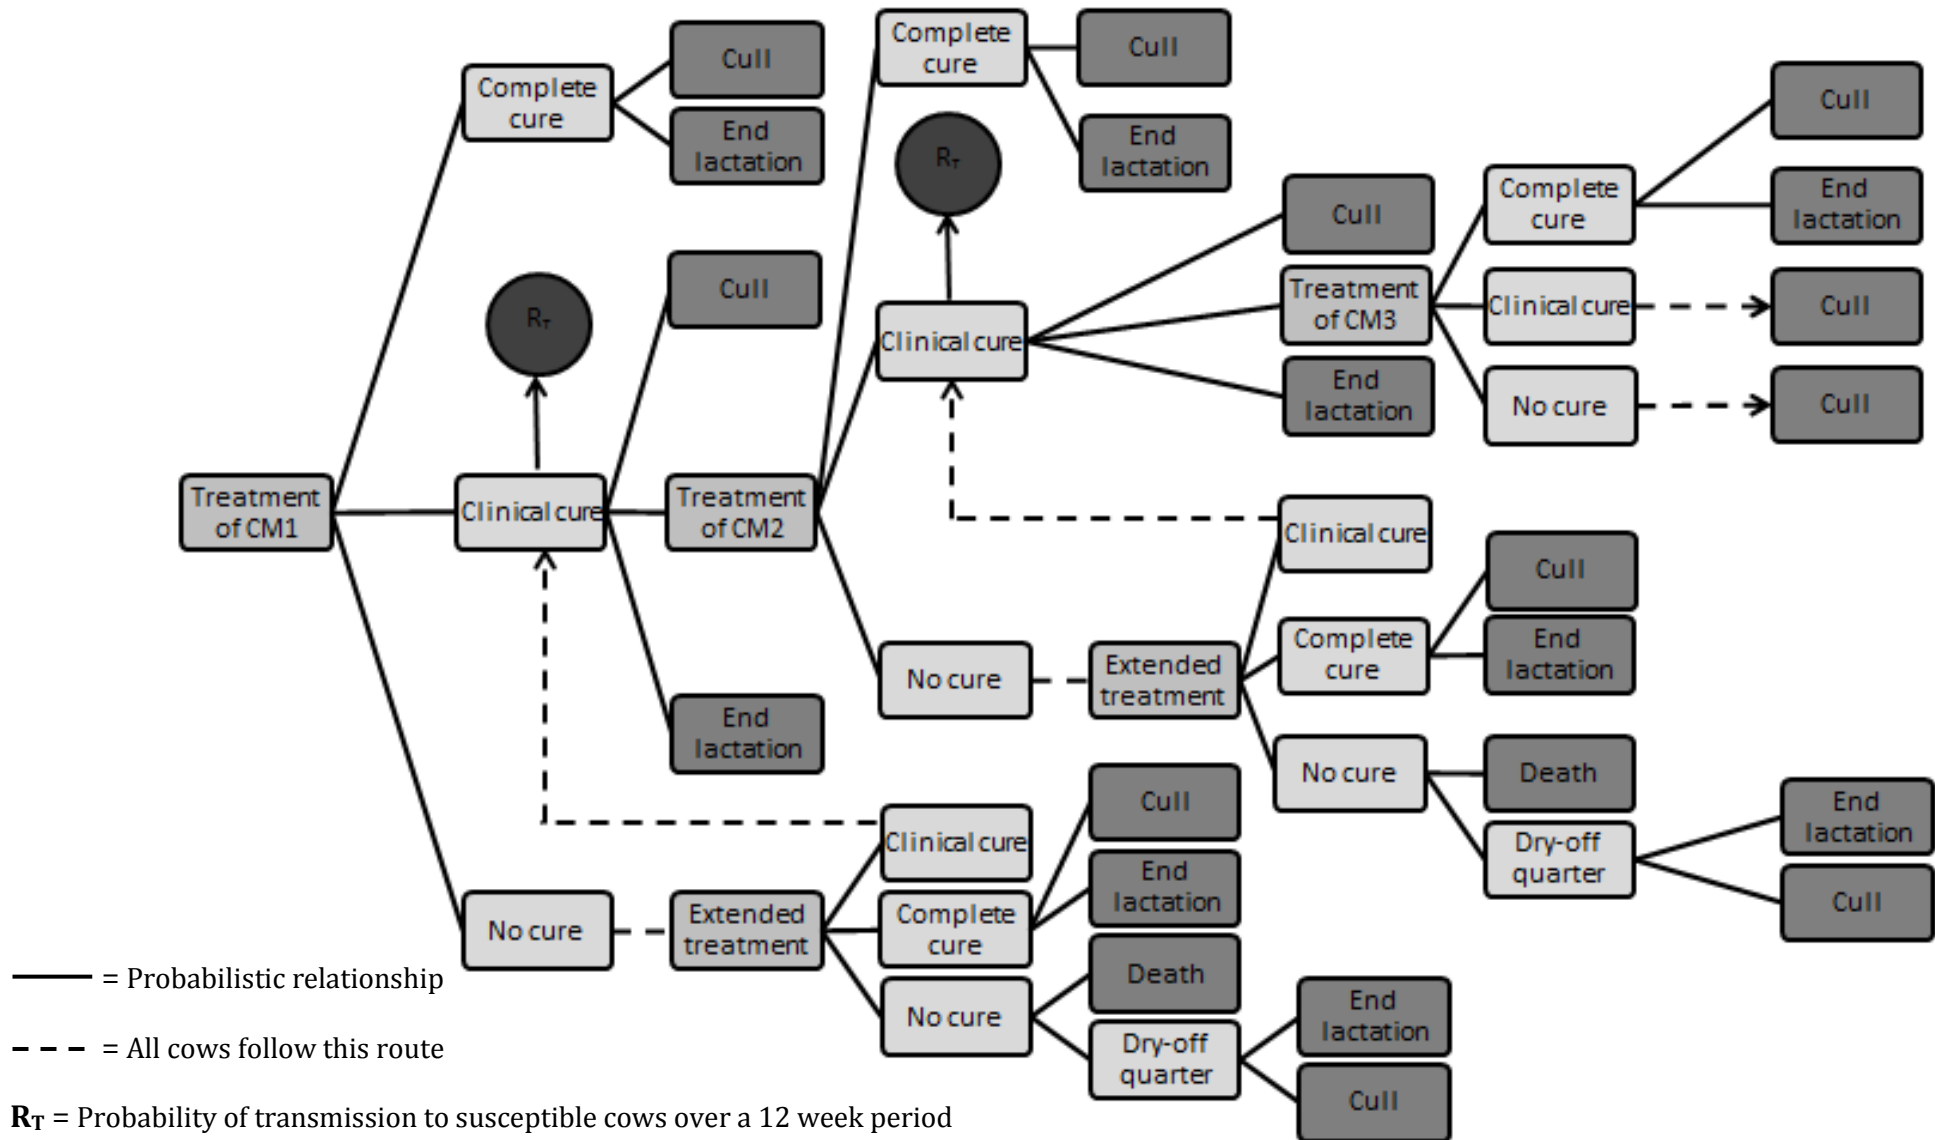 Complete
cure
Cull
End
lactation
Complete
cure
Cull
End
lactation
R_T
R_T
Cull
Clinical cure
Cull
Treatment
of CM3
End
lactation
Complete
cure
Cull
End
lactation
Clinical cure
Cull
No cure
Cull
Treatment
of CM1
Clinical cure
Treatment
of CM2
End
lactation
No cure
Extended
treatment
Clinical cure
Complete
cure
Cull
End
lactation
No cure
Death
Dry-off
quarter
End
lactation
Cull
No cure
Extended
treatment
Clinical cure
Complete
cure
Cull
End
lactation
No cure
Death
Dry-off
quarter
End
lactation
Cull
= Probabilistic relationship
= All cows follow this route
R_T = Probability of transmission to susceptible cows over a 12 week period